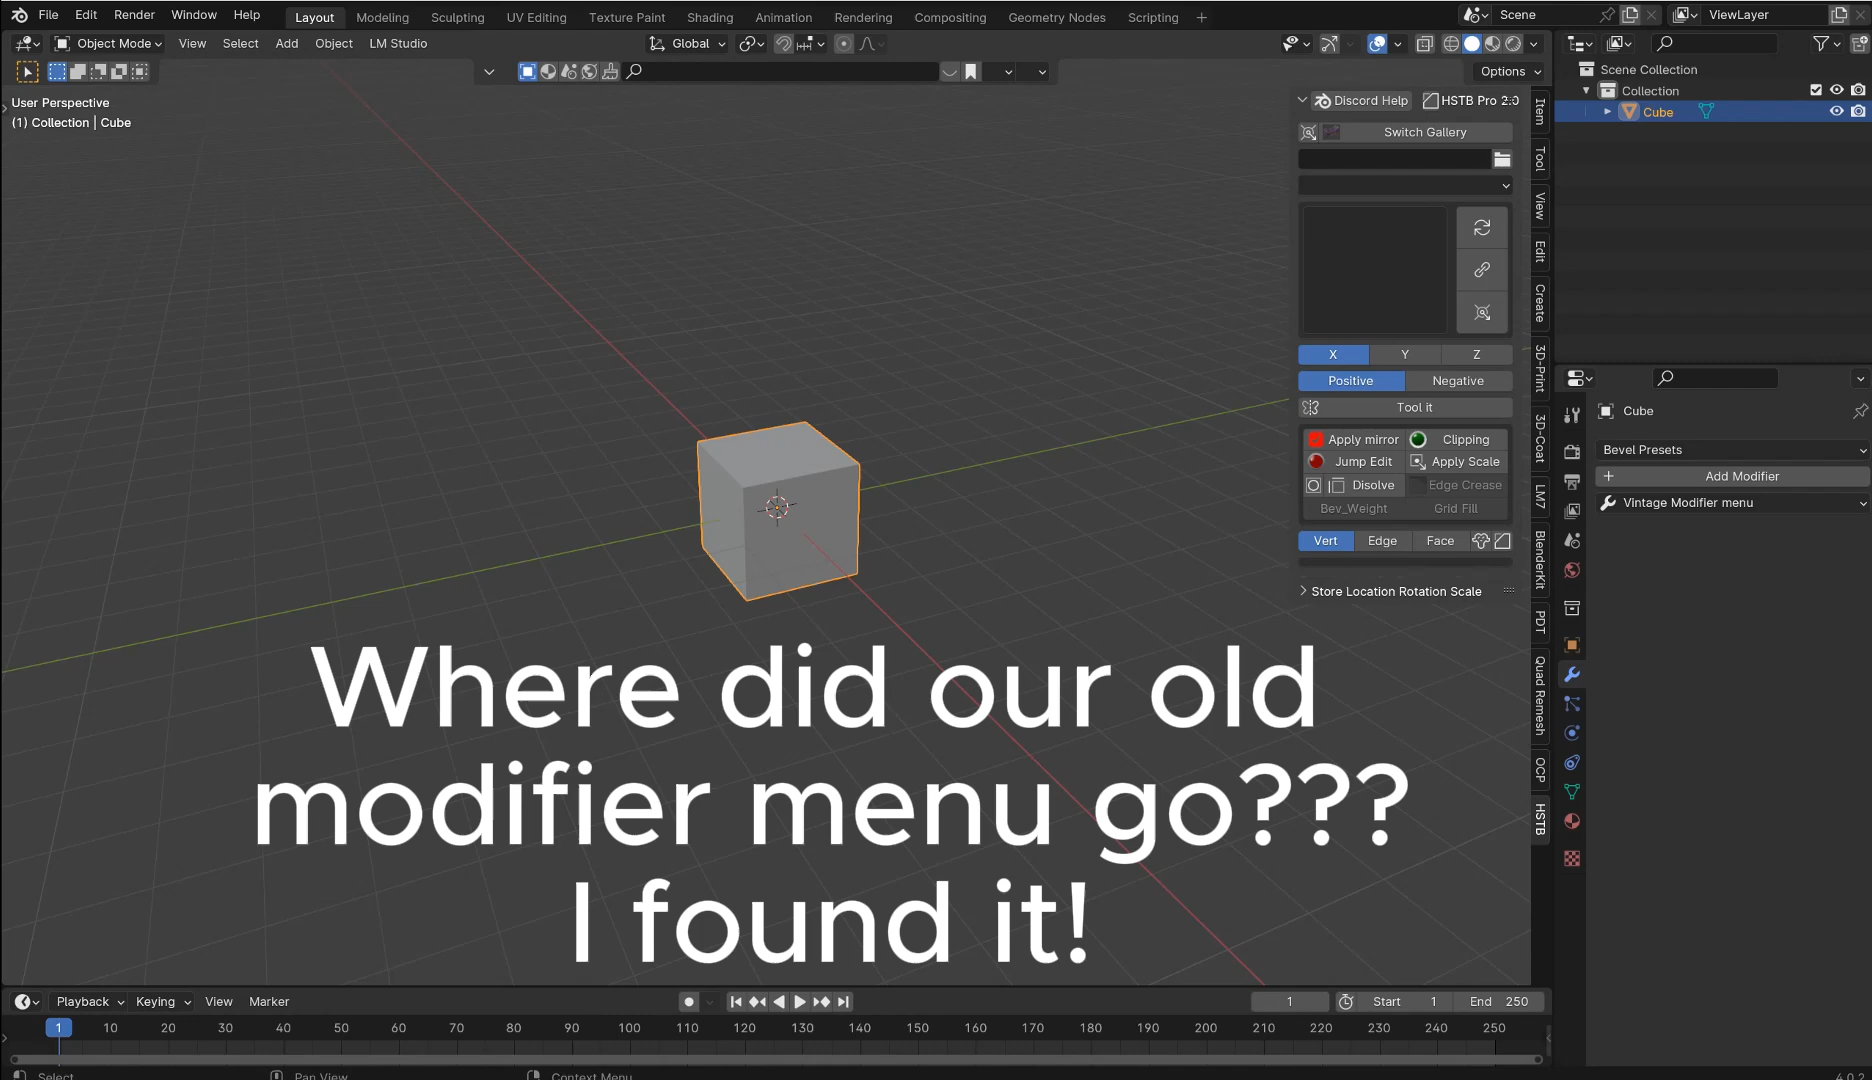 File Edit Render Window Help Layout Modeling Sculpting UV Editing Texture Paint Shading Animation Rendering Compositing Geometry Nodes Scripting + Scene ViewLayer
Object Mode View Select Add Object LM Studio Global
Options
User Perspective
(1) Collection | Cube
Discord Help HSTB Pro 2:0
Switch Gallery
X Y Z
Positive Negative
Tool it
Apply mirror Clipping
Jump Edit Apply Scale
Disolve Edge Crease
Bev_Weight Grid Fill
Vert Edge Face
Store Location Rotation Scale
Item
Tool
View
Edit
Create
3D-Print
3D-Coat
LM7
BlenderKit
PDT
Quad Remesh
OCP
HSTB
Scene Collection
Collection
Cube
Cube
Bevel Presets
+ Add Modifier
Vintage Modifier menu
Where did our old
modifier menu go???
I found it!
Playback Keying View Marker 1 Start 1 End 250
1 10 20 30 40 50 60 70 80 90 100 110 120 130 140 150 160 170 180 190 200 210 220 230 240 250
Select Pan View Context Menu 4.0.2